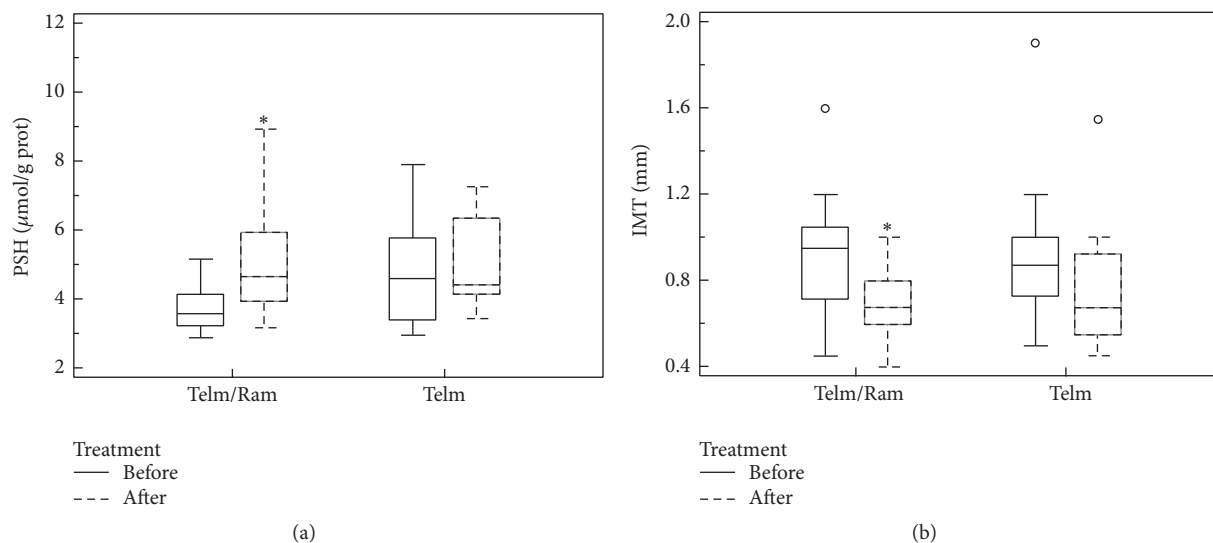 12
10
8
6
4
2
PSH (μmol/g prot)
*
Telm/Ram Telm
Treatment
Before
After
(a)
2.0
1.6
1.2
0.8
0.4
IMT (mm)
*
Telm/Ram Telm
Treatment
Before
After
(b)